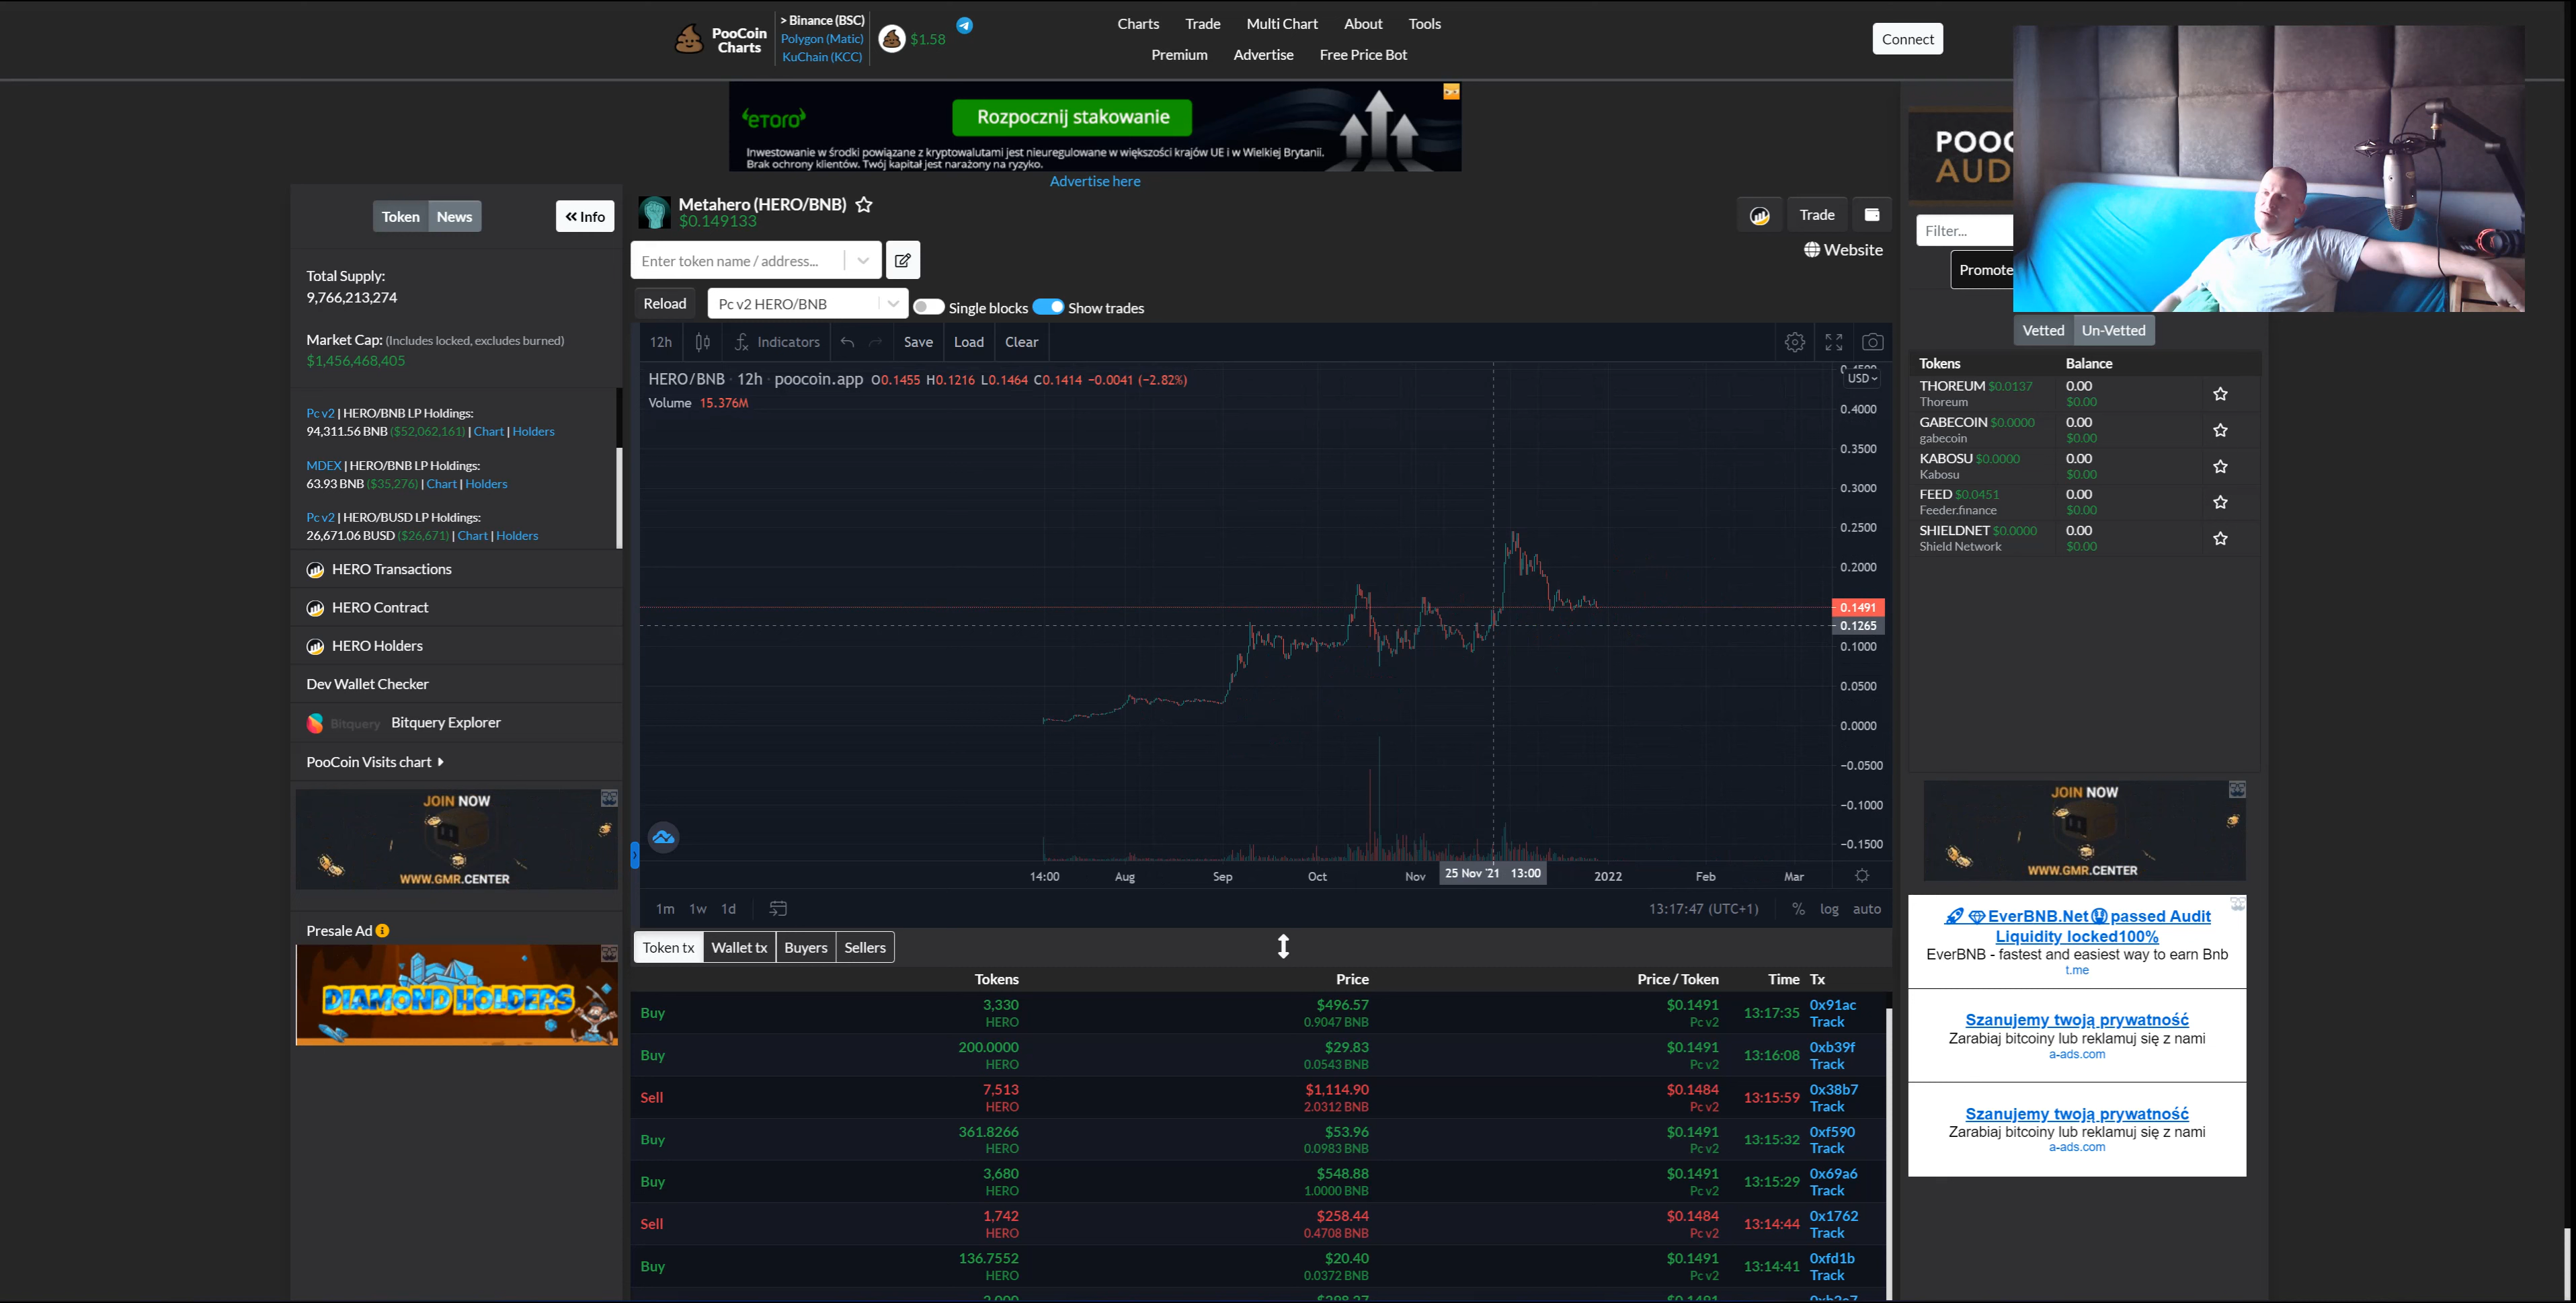 PooCoin
Charts
> Binance (BSC)
Polygon (Matic)
KuChain (KCC)
$1.58
Charts Trade Multi Chart About Tools
Premium Advertise Free Price Bot
Connect
eToro
Rozpocznij stakowanie
Inwestowanie w środki powiązane z kryptowalutami jest nieuregulowane w większości krajów UE i w Wielkiej Brytanii.
Brak ochrony klientów. Twój kapitał jest narażony na ryzyko.
Advertise here
Token News
Info
Total Supply:
9,766,213,274
Market Cap: (Includes locked, excludes burned)
$1,456,468,405
Pc v2 | HERO/BNB LP Holdings:
94,311.56 BNB ($52,062,161) | Chart | Holders
MDEX | HERO/BNB LP Holdings:
63.93 BNB ($35,276) | Chart | Holders
Pc v2 | HERO/BUSD LP Holdings:
26,671.06 BUSD ($26,671) | Chart | Holders
HERO Transactions
HERO Contract
HERO Holders
Dev Wallet Checker
Bitquery Bitquery Explorer
PooCoin Visits chart
JOIN NOW
WWW.GMR.CENTER
Presale Ad
DIAMOND HOLDERS
Metahero (HERO/BNB)
$0.149133
Trade
Enter token name / address...
Website
Reload
Pc v2 HERO/BNB
Single blocks
Show trades
12h Indicators Save Load Clear
HERO/BNB · 12h · poocoin.app O0.1455 H0.1216 L0.1464 C0.1414 −0.0041 (−2.82%)
Volume 15.376M
USD
0.4000
0.3500
0.3000
0.2500
0.2000
0.1491
0.1265
0.1000
0.0500
0.0000
−0.0500
−0.1000
−0.1500
14:00 Aug Sep Oct Nov 25 Nov '21 13:00 2022 Feb Mar
1m 1w 1d
13:17:47 (UTC+1) % log auto
Token tx Wallet tx Buyers Sellers
Tokens Price Price / Token Time Tx
Buy 3,330 $496.57 $0.1491 13:17:35 0x91ac
HERO 0.9047 BNB Pc v2 Track
Buy 200.0000 $29.83 $0.1491 13:16:08 0xb39f
HERO 0.0543 BNB Pc v2 Track
Sell 7,513 $1,114.90 $0.1484 13:15:59 0x38b7
HERO 2.0312 BNB Pc v2 Track
Buy 361.8266 $53.96 $0.1491 13:15:32 0xf590
HERO 0.0983 BNB Pc v2 Track
Buy 3,680 $548.88 $0.1491 13:15:29 0x69a6
HERO 1.0000 BNB Pc v2 Track
Sell 1,742 $258.44 $0.1484 13:14:44 0x1762
HERO 0.4708 BNB Pc v2 Track
Buy 136.7552 $20.40 $0.1491 13:14:41 0xfd1b
HERO 0.0372 BNB Pc v2 Track
Filter...
Promote
Vetted Un-Vetted
Tokens Balance
THOREUM $0.0137 0.00
Thoreum $0.00
GABECOIN $0.0000 0.00
gabecoin $0.00
KABOSU $0.0000 0.00
Kabosu $0.00
FEED $0.0451 0.00
Feeder.finance $0.00
SHIELDNET $0.0000 0.00
Shield Network $0.00
JOIN NOW
WWW.GMR.CENTER
🚀 💎 EverBNB.Net 🤑 passed Audit
Liquidity locked100%
EverBNB - fastest and easiest way to earn Bnb
t.me
Szanujemy twoją prywatność
Zarabiaj bitcoiny lub reklamuj się z nami
a-ads.com
Szanujemy twoją prywatność
Zarabiaj bitcoiny lub reklamuj się z nami
a-ads.com